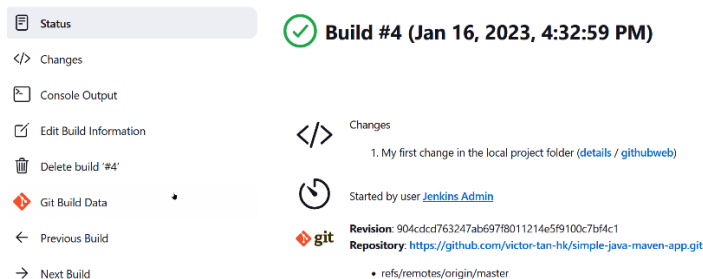 Status
Changes
Console Output
Edit Build Information
Delete build '#4'
Git Build Data
Previous Build
Next Build
Build #4 (Jan 16, 2023, 4:32:59 PM)
Changes
1. My first change in the local project folder (details / githubweb)
Started by user Jenkins Admin
git
Revision: 904cdcd763247ab697f8011214e5f9100c7bf4c1
Repository: https://github.com/victor-tan-hk/simple-java-maven-app.git
• refs/remotes/origin/master